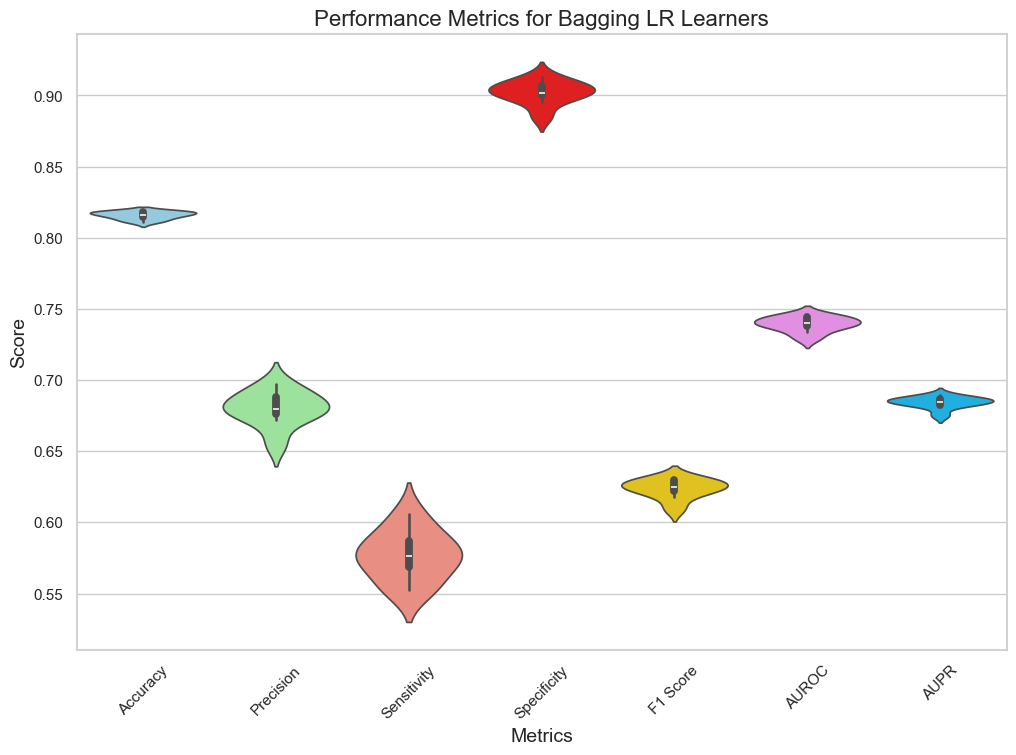 Performance Metrics for Bagging LR Learners
0.90
0.85
0.80
0.75
0.70
0.65
0.60
0.55
Score
Accuracy
Precision
Sensitivity
Specificity
F1 Score
AUROC
AUPR
Metrics